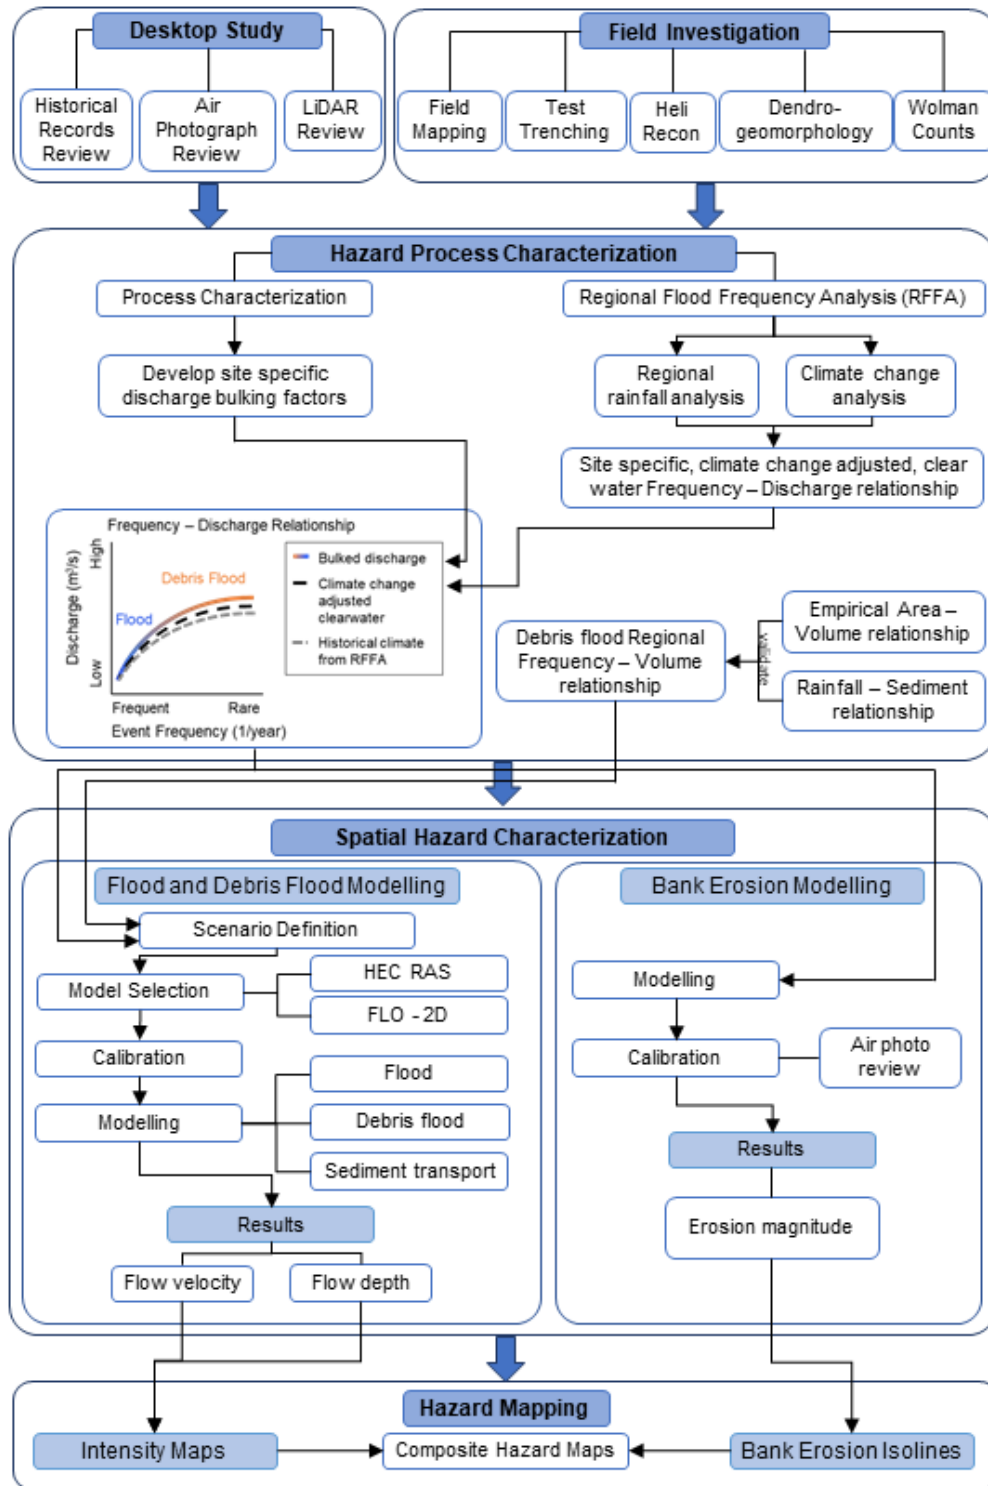 Desktop Study
Historical
Records
Review
Air
Photograph
Review
LiDAR
Review
Field Investigation
Field
Mapping
Test
Trenching
Heli
Recon
Dendro-
geomorphology
Wolman
Counts
Hazard Process Characterization
Process Characterization
Develop site specific
discharge bulking factors
Regional Flood Frequency Analysis (RFFA)
Regional
rainfall analysis
Climate change
analysis
Site specific, climate change adjusted, clear
water Frequency – Discharge relationship
Frequency – Discharge Relationship
Discharge (m³/s)
High
Low
Debris Flood
Flood
Bulked discharge
Climate change
adjusted
clearwater
Historical climate
from RFFA
Frequent
Rare
Event Frequency (1/year)
Debris flood Regional
Frequency – Volume
relationship
validate
Empirical Area –
Volume relationship
Rainfall – Sediment
relationship
Spatial Hazard Characterization
Flood and Debris Flood Modelling
Scenario Definition
Model Selection
HEC RAS
FLO - 2D
Calibration
Modelling
Flood
Debris flood
Sediment transport
Results
Flow velocity
Flow depth
Bank Erosion Modelling
Modelling
Calibration
Air photo
review
Results
Erosion magnitude
Hazard Mapping
Intensity Maps
Composite Hazard Maps
Bank Erosion Isolines